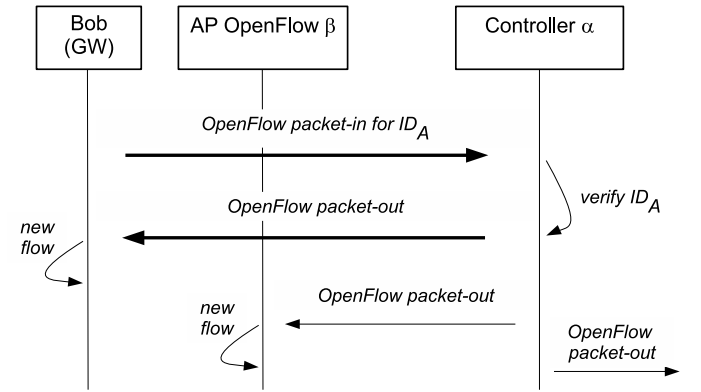 Bob
(GW)
AP OpenFlow β
Controller α
OpenFlow packet-in for ID_A
verify ID_A
OpenFlow packet-out
new
flow
OpenFlow packet-out
new
flow
OpenFlow
packet-out